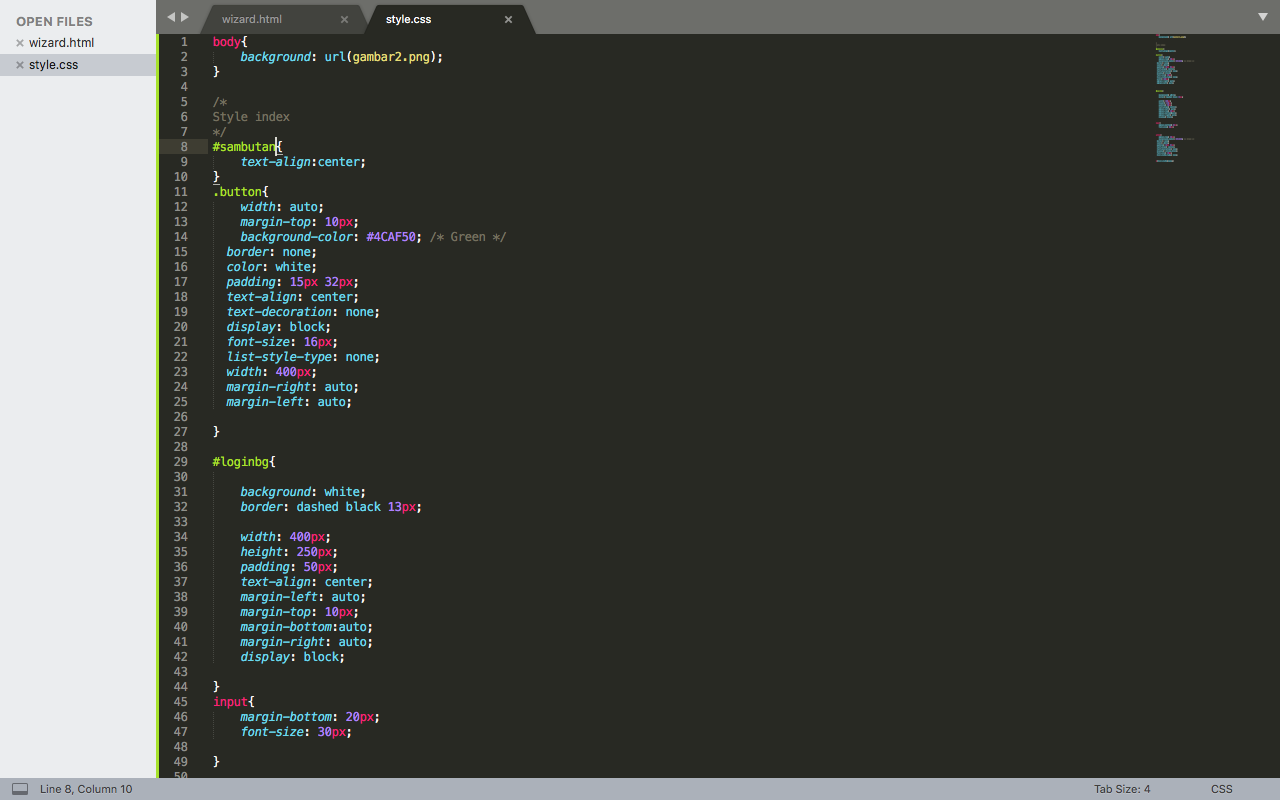 OPEN FILES
wizard.html
style.css
wizard.html
style.css
1 body{
2     background: url(gambar2.png);
3 }
4
5 /*
6 Style index
7 */
8 #sambutan{
9     text-align:center;
10 }
11 .button{
12     width: auto;
13     margin-top: 10px;
14     background-color: #4CAF50; /* Green */
15   border: none;
16   color: white;
17   padding: 15px 32px;
18   text-align: center;
19   text-decoration: none;
20   display: block;
21   font-size: 16px;
22   list-style-type: none;
23   width: 400px;
24   margin-right: auto;
25   margin-left: auto;
26
27 }
28
29 #loginbg{
30
31     background: white;
32     border: dashed black 13px;
33
34     width: 400px;
35     height: 250px;
36     padding: 50px;
37     text-align: center;
38     margin-left: auto;
39     margin-top: 10px;
40     margin-bottom:auto;
41     margin-right: auto;
42     display: block;
43
44 }
45 input{
46     margin-bottom: 20px;
47     font-size: 30px;
48
49 }
50
Line 8, Column 10
Tab Size: 4
CSS